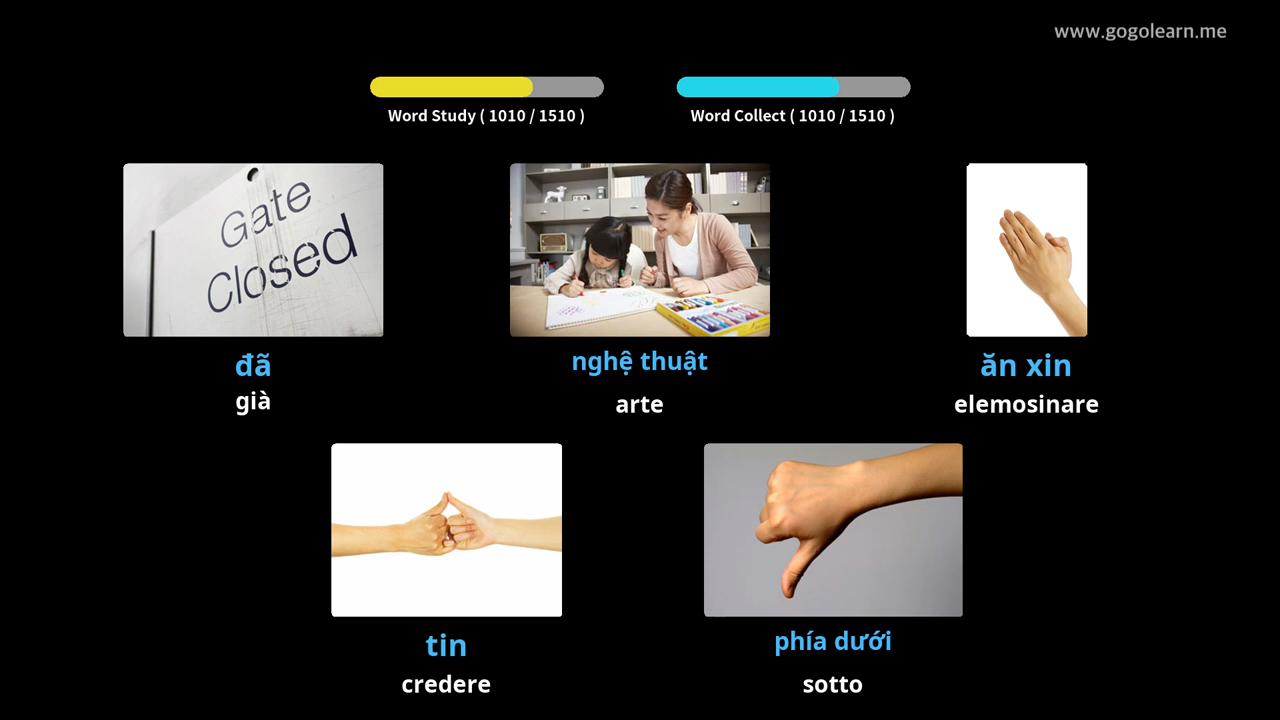 www.gogolearn.me
Word Study ( 1010 / 1510 )
Word Collect ( 1010 / 1510 )
Gate
Closed
đã
già
nghệ thuật
arte
ăn xin
elemosinare
tin
credere
phía dưới
sotto